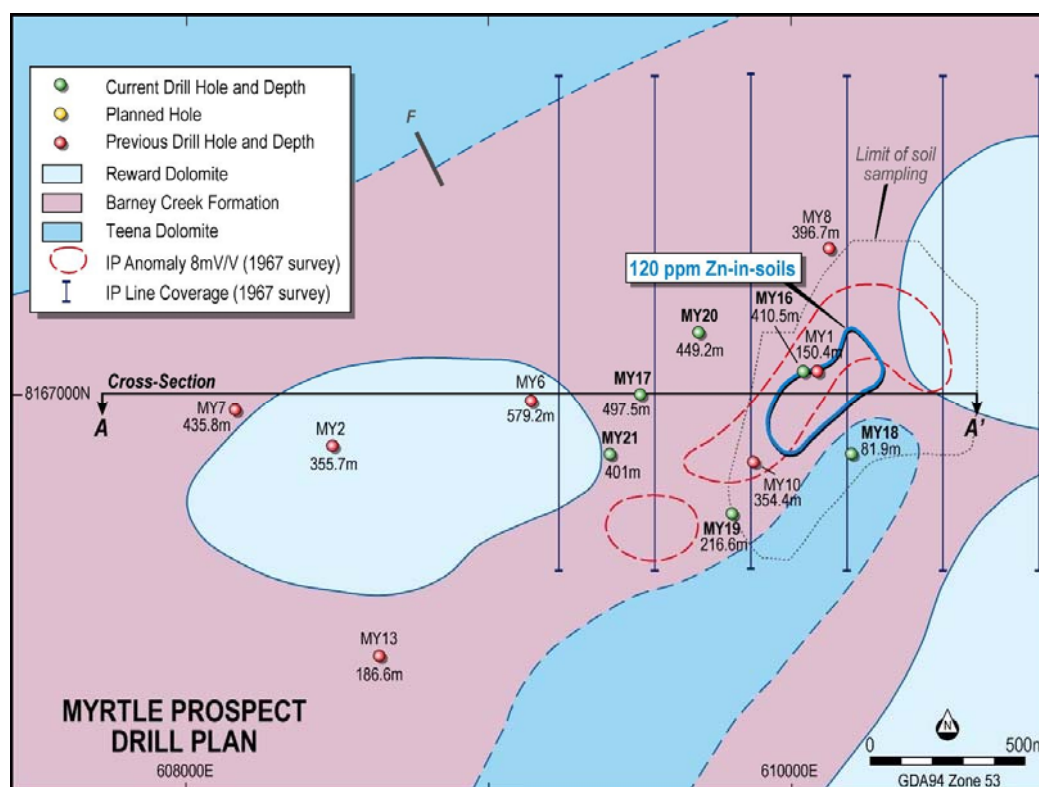 Current Drill Hole and Depth
Planned Hole
Previous Drill Hole and Depth
Reward Dolomite
Barney Creek Formation
Teena Dolomite
IP Anomaly 8mV/V (1967 survey)
IP Line Coverage (1967 survey)
F
Limit of soil
sampling
MY8
396.7m
120 ppm Zn-in-soils
MY16
410.5m
MY1
150.4m
MY20
449.2m
8167000N
Cross-Section
A
A'
MY7
435.8m
MY2
355.7m
MY6
579.2m
MY17
497.5m
MY21
401m
MY18
81.9m
MY10
354.4m
MY19
216.6m
MY13
186.6m
MYRTLE PROSPECT
DRILL PLAN
608000E
610000E
N
0
500m
GDA94 Zone 53